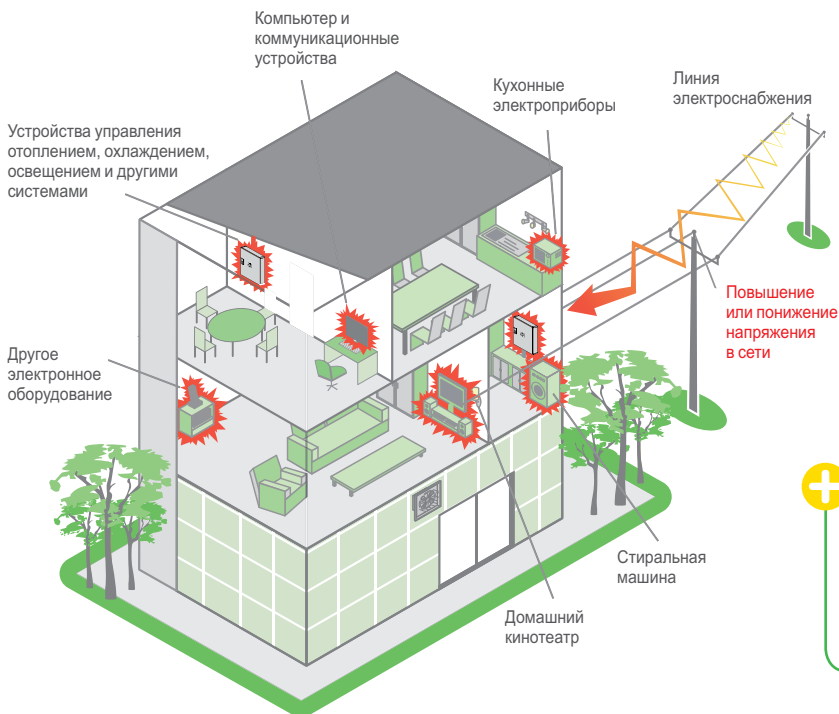 Компьютер и
коммуникационные
устройства
Кухонные
электроприборы
Линия
электроснабжения
Устройства управления
отоплением, охлаждением,
освещением и другими
системами
Повышение
или понижение
напряжения
в сети
Другое
электронное
оборудование
Стиральная
машина
Домашний
кинотеатр